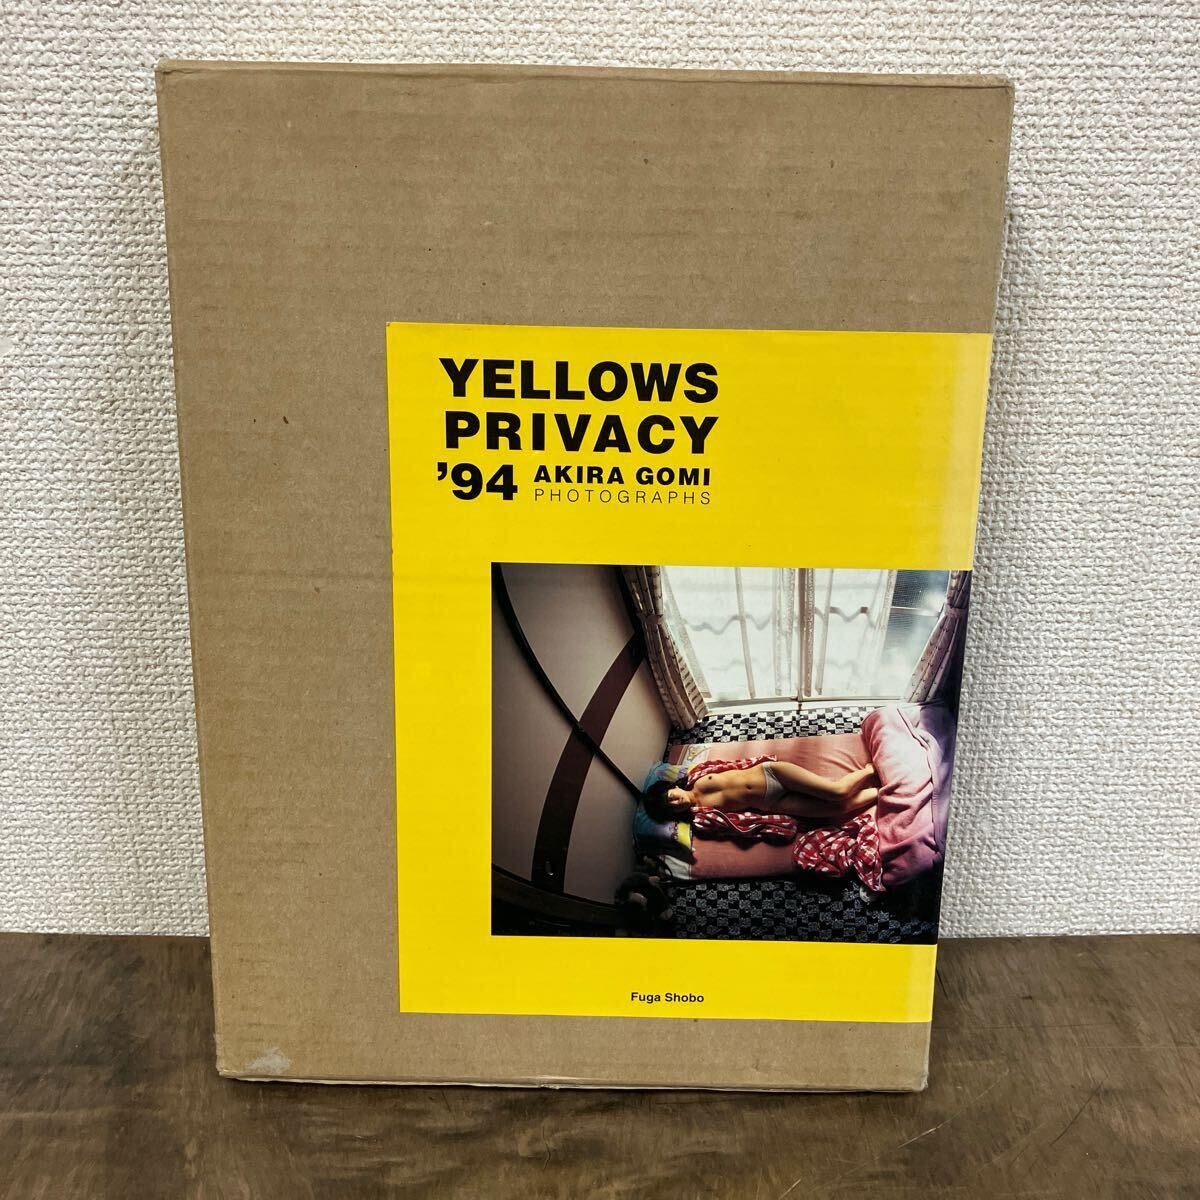 YELLOWS
PRIVACY
’94 AKIRA GOMI
PHOTOGRAPHS
Fuga Shobo